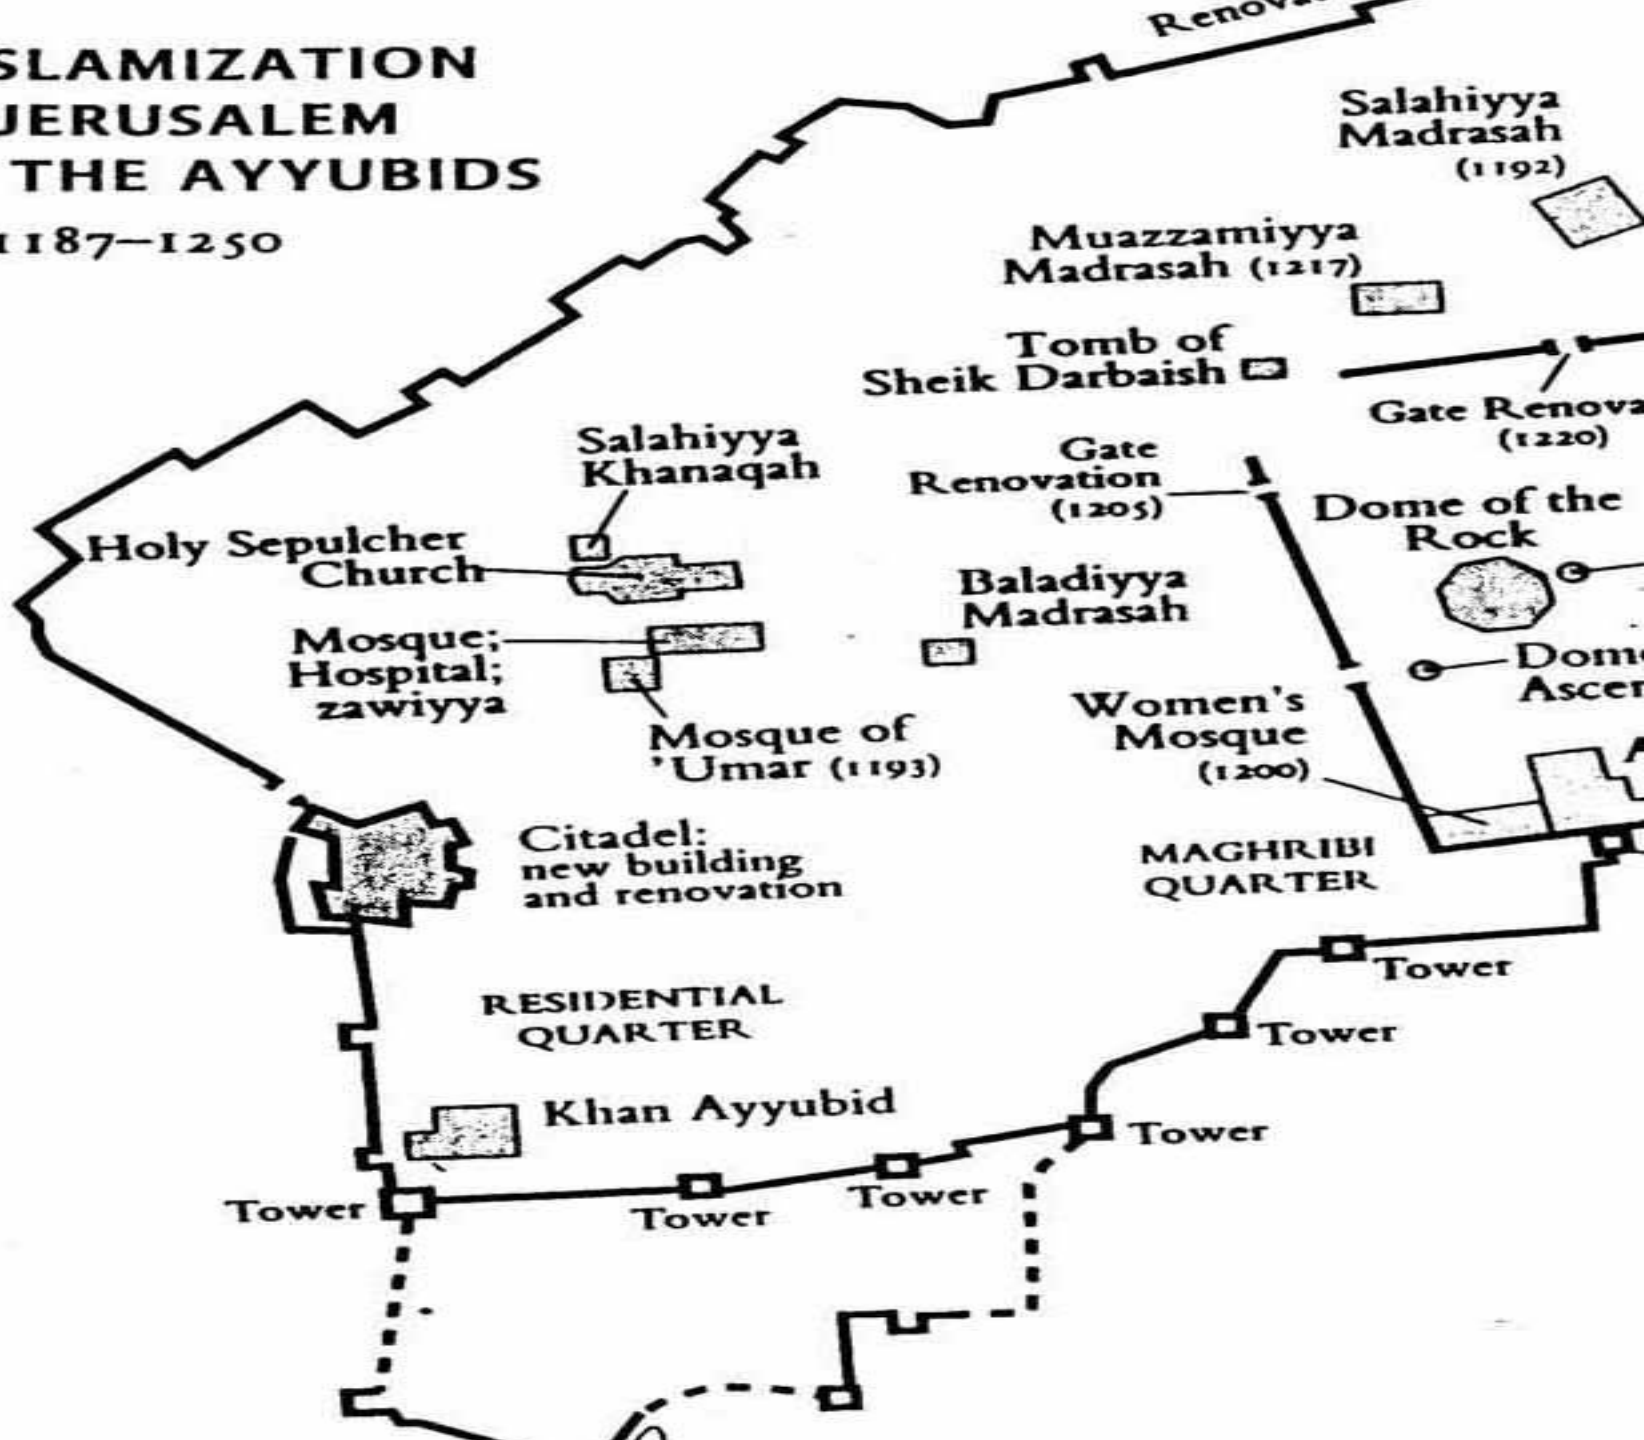 SLAMIZATION
JERUSALEM
THE AYYUBIDS
1187–1250
Salahiyya
Madrasah
(1192)
Muazzamiyya
Madrasah (1217)
Tomb of
Sheik Darbaish
Gate Renova
(1220)
Salahiyya
Khanaqah
Gate
Renovation
(1205)
Dome of the
Rock
Holy Sepulcher
Church
Baladiyya
Madrasah
Mosque;
Hospital;
zawiyya
Dome
Ascen
Women's
Mosque
(1200)
Mosque of
'Umar (1193)
Citadel:
new building
and renovation
MAGHRIBI
QUARTER
Tower
RESIDENTIAL
QUARTER
Tower
Khan Ayyubid
Tower
Tower
Tower
Tower